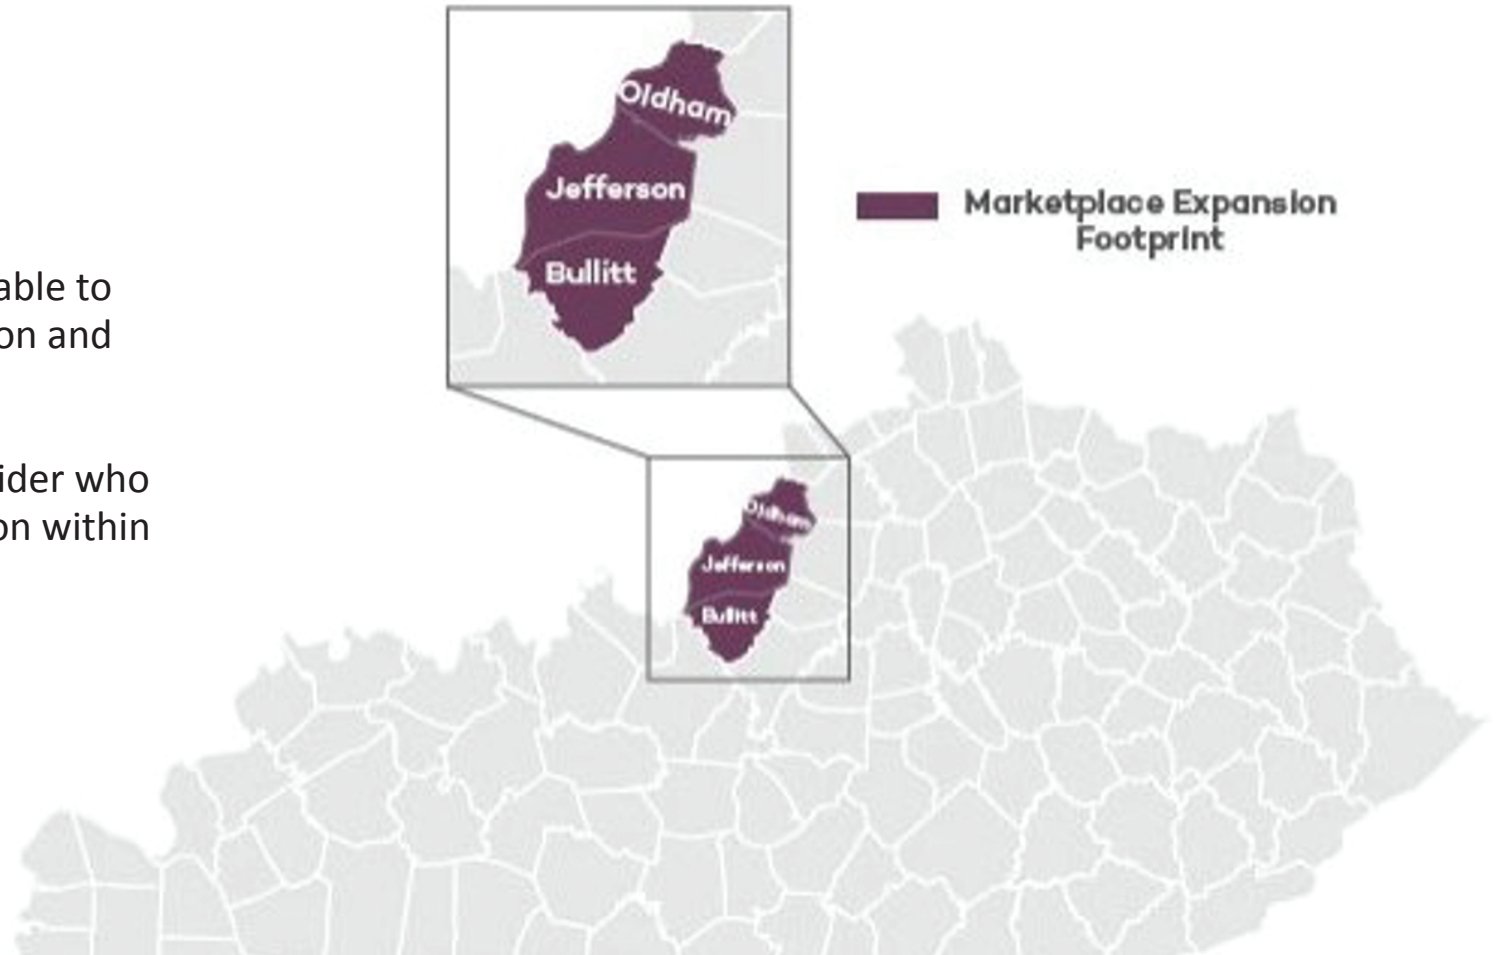 able to
on and
ider who
on within
Oldham
Jefferson
Bullitt
Marketplace Expansion
Footprint
Oldham
Jefferson
Bullitt